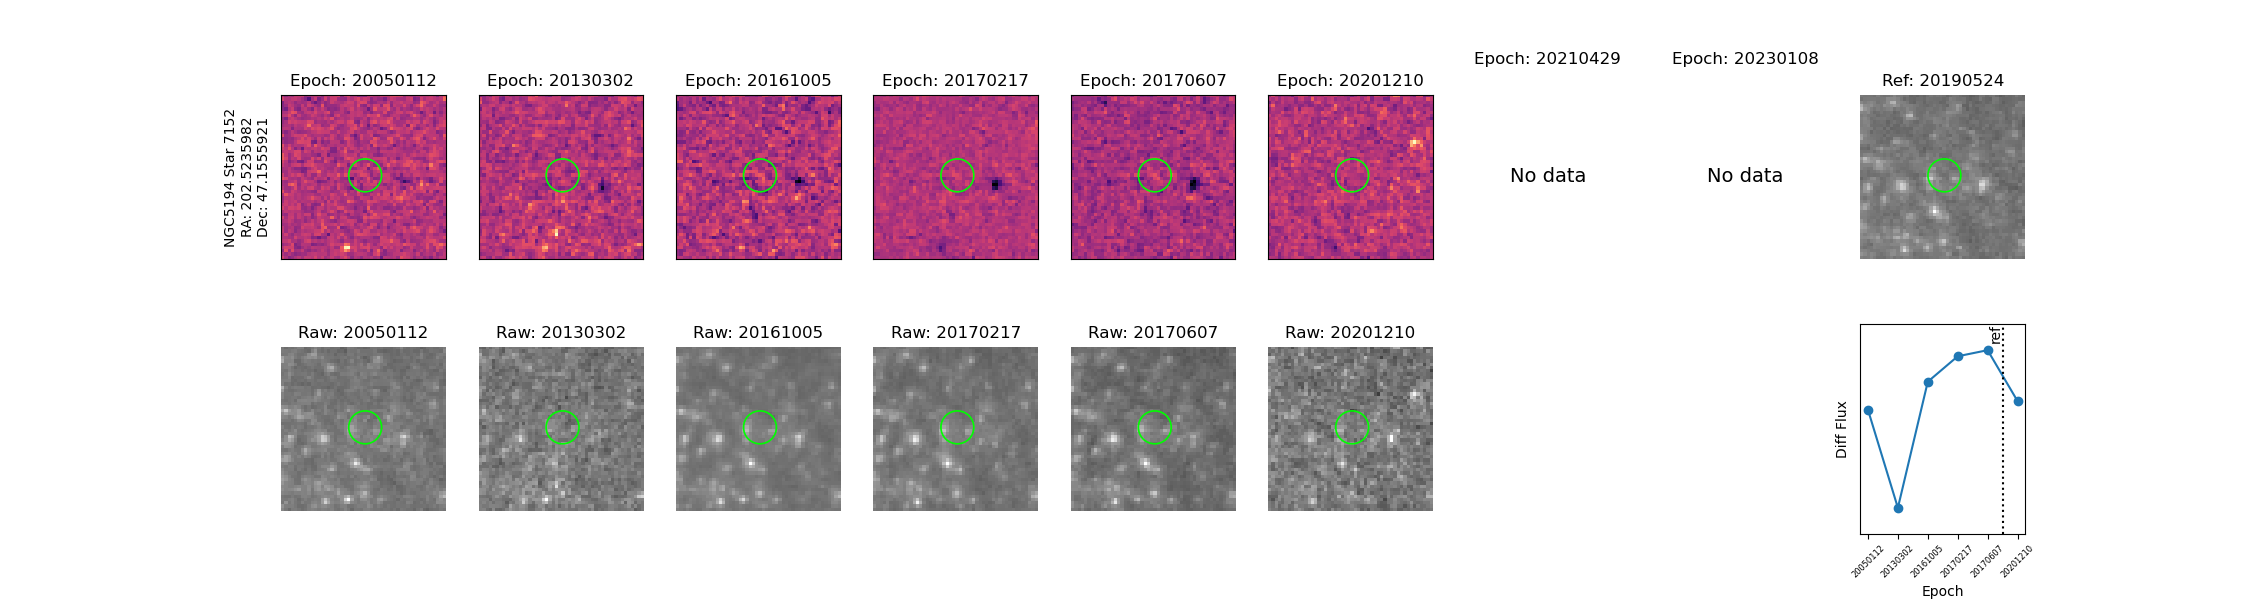 NGC5194 Star 7152
RA: 202.5235982
Dec: 47.1555921
Epoch: 20050112
Epoch: 20130302
Epoch: 20161005
Epoch: 20170217
Epoch: 20170607
Epoch: 20201210
Epoch: 20210429
Epoch: 20230108
Ref: 20190524
No data
No data
Raw: 20050112
Raw: 20130302
Raw: 20161005
Raw: 20170217
Raw: 20170607
Raw: 20201210
ref
Diff Flux
20050112
20130302
20161005
20170217
20170607
20201210
Epoch